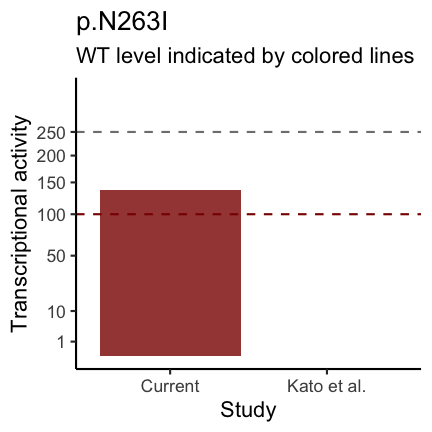 p.N263I
WT level indicated by colored lines
Transcriptional activity
250
200
150
100
50
10
1
Current
Kato et al.
Study